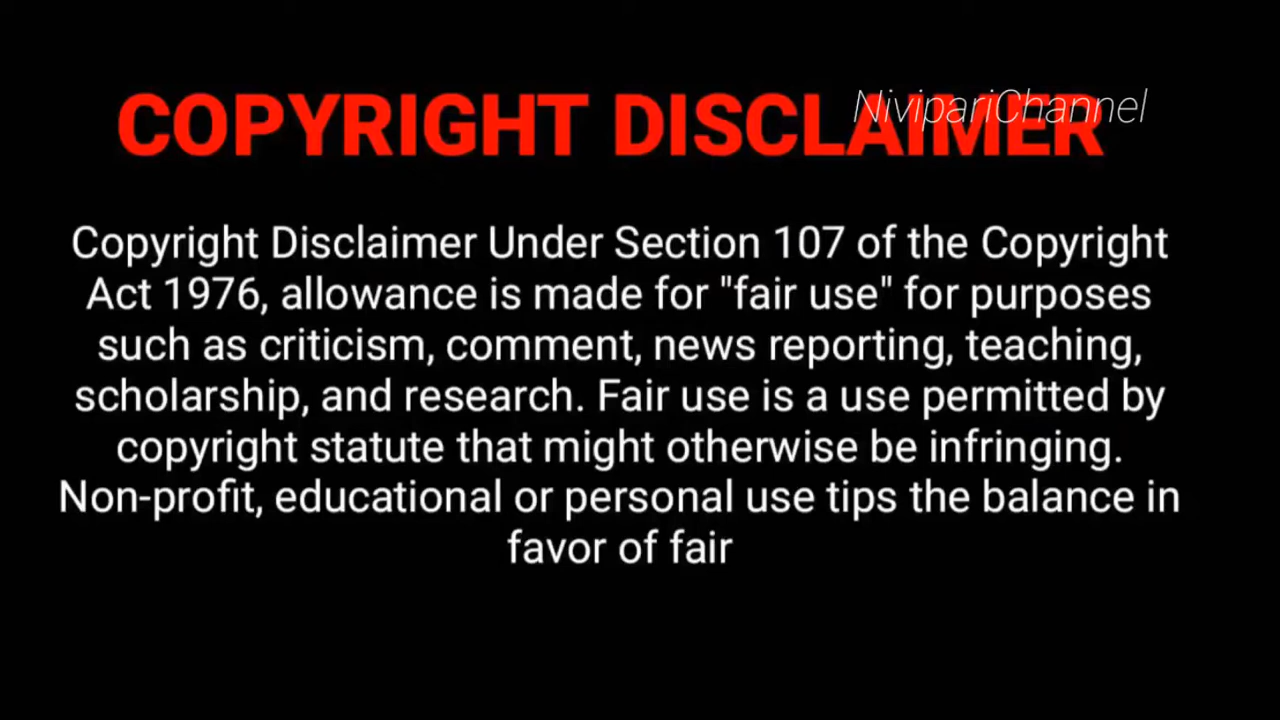 NivipariChannel
COPYRIGHT DISCLAIMER
Copyright Disclaimer Under Section 107 of the Copyright
Act 1976, allowance is made for "fair use" for purposes
such as criticism, comment, news reporting, teaching,
scholarship, and research. Fair use is a use permitted by
copyright statute that might otherwise be infringing.
Non-profit, educational or personal use tips the balance in
favor of fair